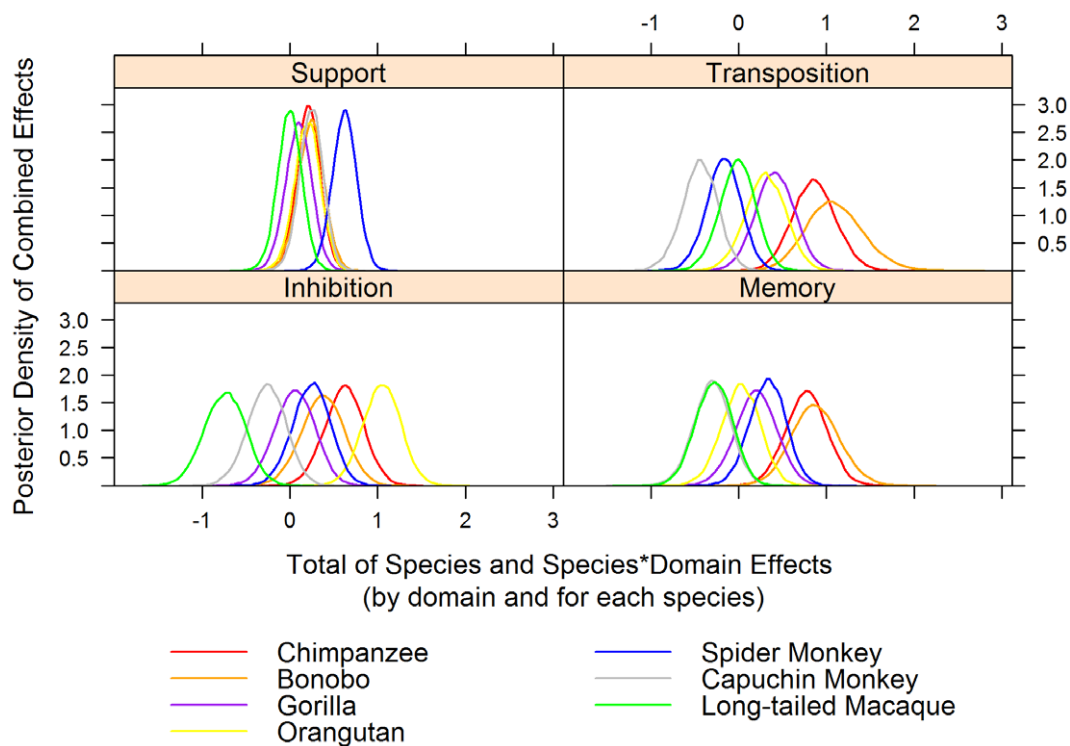 -1 0 1 2 3
Support Transposition
3.0
2.5
2.0
1.5
1.0
0.5
Inhibition Memory
3.0
2.5
2.0
1.5
1.0
0.5
-1 0 1 2 3
Posterior Density of Combined Effects
Total of Species and Species*Domain Effects
(by domain and for each species)
Chimpanzee Spider Monkey
Bonobo Capuchin Monkey
Gorilla Long-tailed Macaque
Orangutan